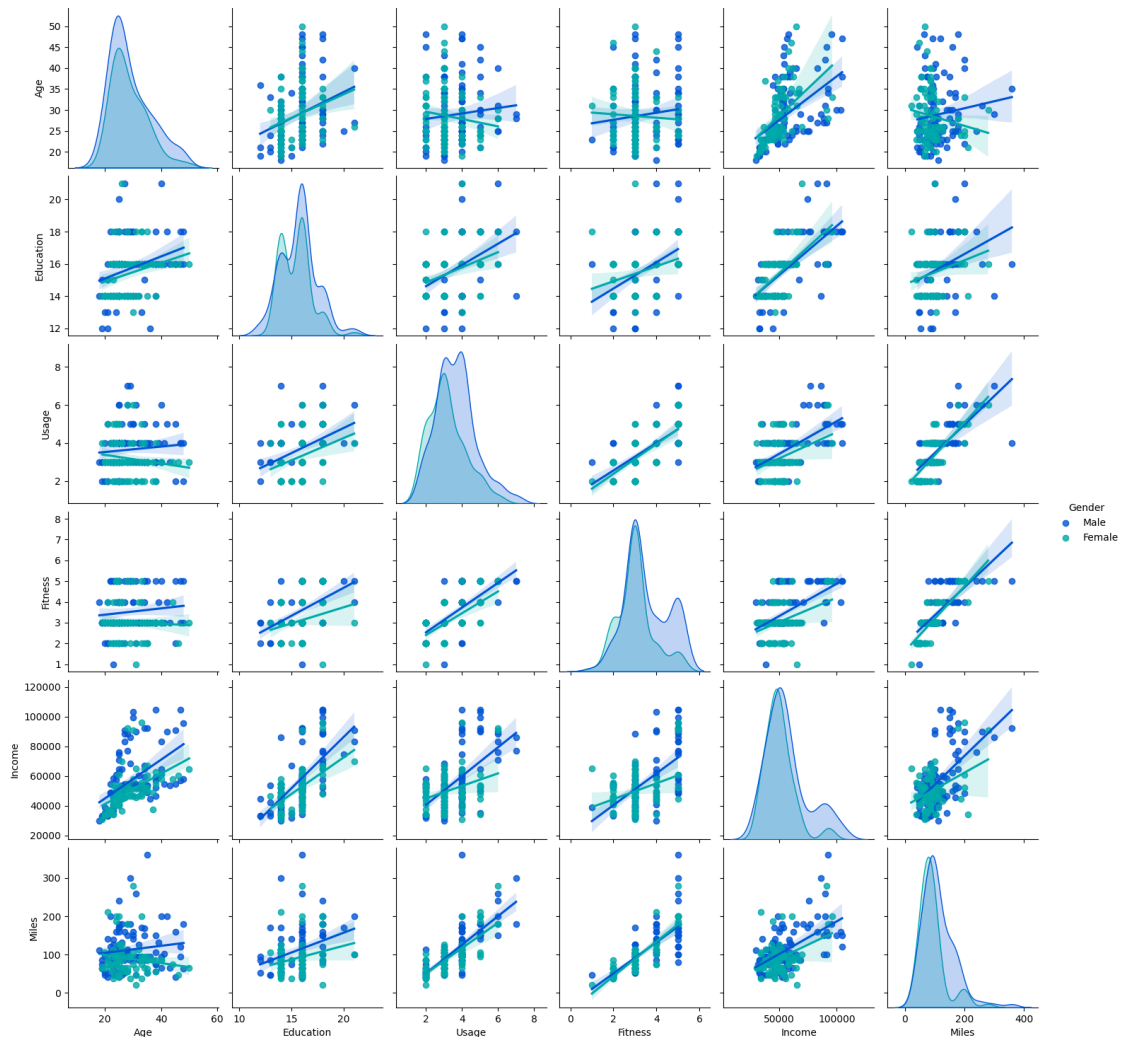 50
45
40
35
30
25
20
Age
20
18
16
14
12
Education
8
6
4
2
Usage
8
7
6
5
4
3
2
1
Fitness
Gender
Male
Female
120000
100000
80000
60000
40000
20000
Income
300
200
100
0
Miles
20 40 60
10 15 20
2 4 6 8
0 2 4 6
50000 100000
0 200 400
Age Education Usage Fitness Income Miles